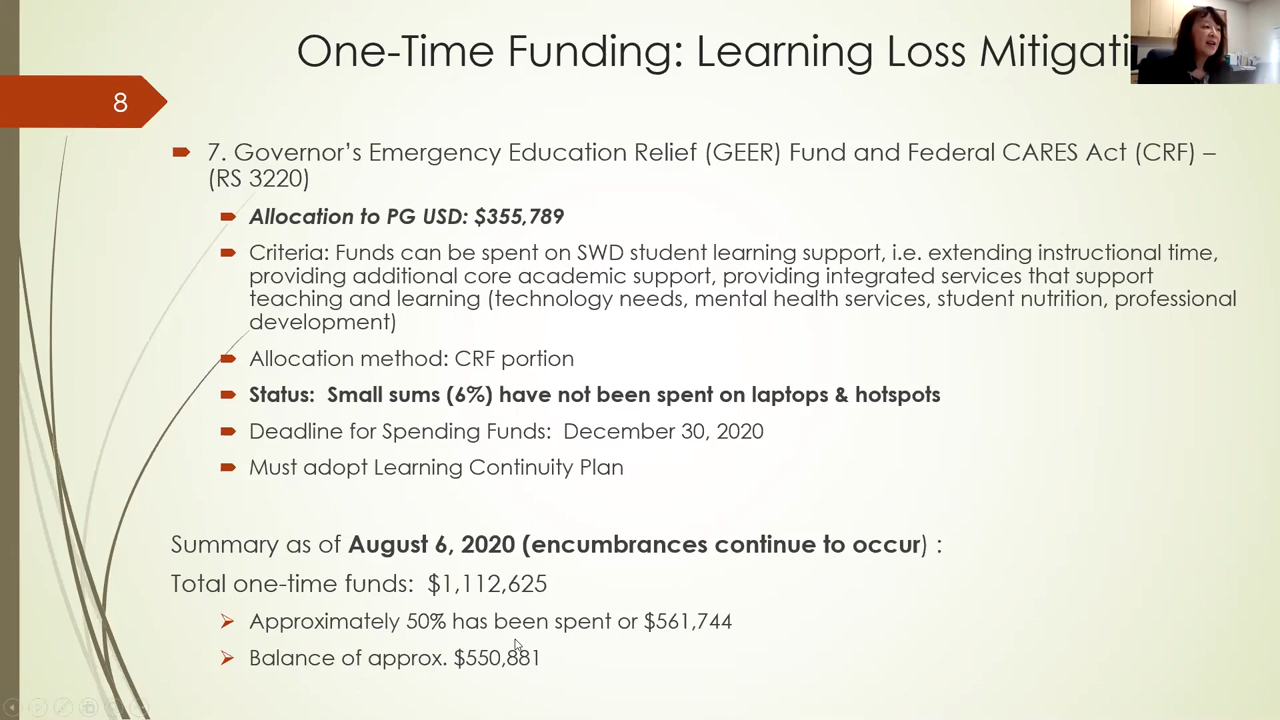 One-Time Funding: Learning Loss Mitigati
8
7. Governor's Emergency Education Relief (GEER) Fund and Federal CARES Act (CRF) –
(RS 3220)
Allocation to PG USD: $355,789
Criteria: Funds can be spent on SWD student learning support, i.e. extending instructional time,
providing additional core academic support, providing integrated services that support
teaching and learning (technology needs, mental health services, student nutrition, professional
development)
Allocation method: CRF portion
Status:  Small sums (6%) have not been spent on laptops & hotspots
Deadline for Spending Funds:  December 30, 2020
Must adopt Learning Continuity Plan
Summary as of August 6, 2020 (encumbrances continue to occur) :
Total one-time funds:  $1,112,625
Approximately 50% has been spent or $561,744
Balance of approx. $550,881